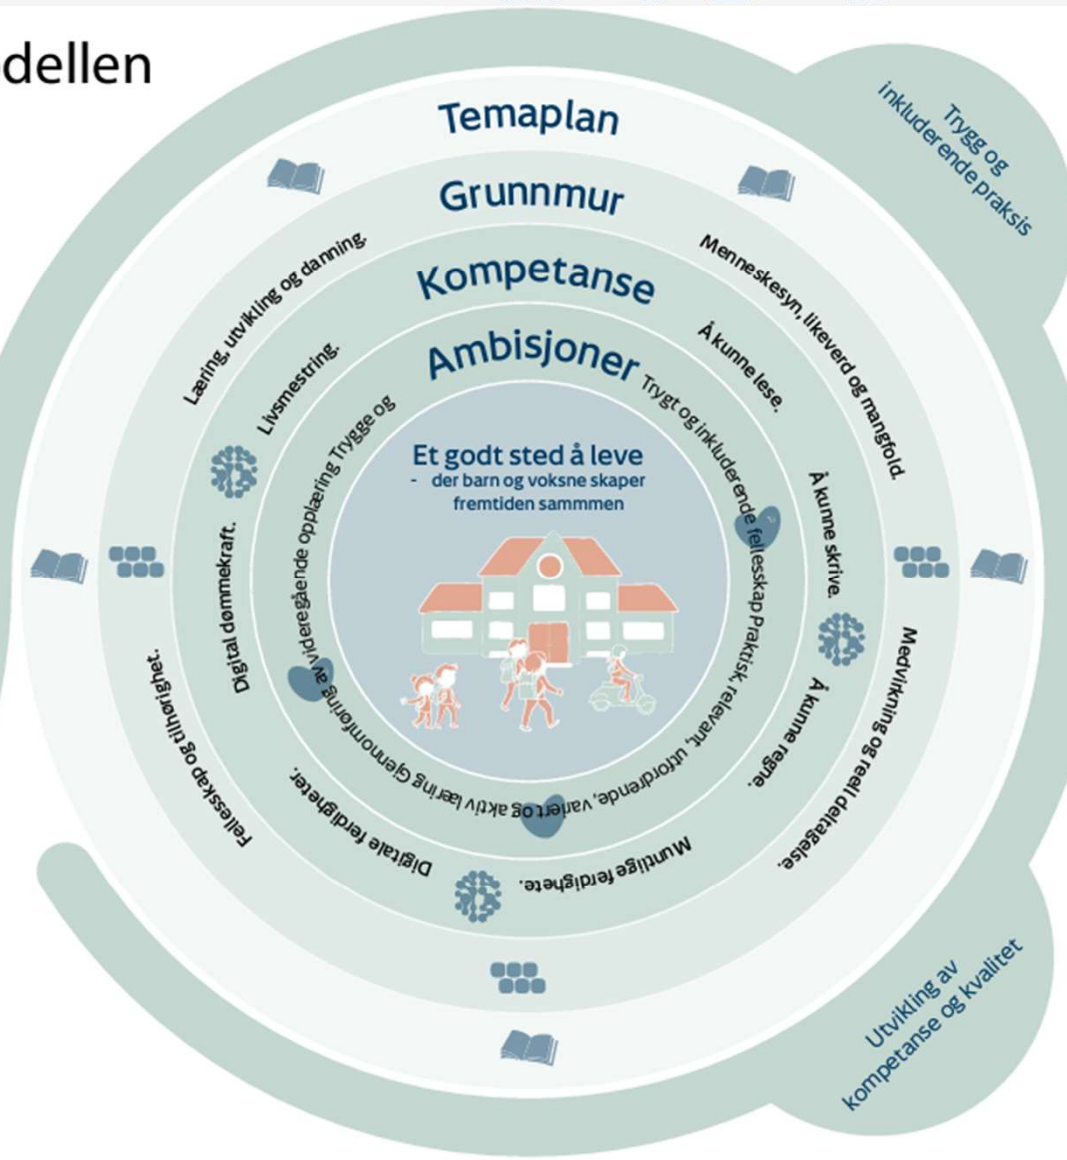 dellen
Temaplan
Grunnmur
Kompetanse
Ambisjoner
Et godt sted å leve
- der barn og voksne skaper
fremtiden sammmen
Trygt og inkluderende fellesskap Praktisk, relevant, utfordrende, variert og aktiv læring Gjennomføring av videregående opplæring Trygge og
Å kunne lese.
Å kunne skrive.
Å kunne regne.
Muntlige ferdighete.
Digitale ferdigheter.
Digital dømmekraft.
Livsmestring.
Menneskesyn, likeverd og mangfold.
Medvirkning og reell deltagelse.
Fellesskap og tilhørighet.
Læring, utvikling og danning.
Trygg og
inkluderende praksis
Utvikling av
kompetanse og kvalitet